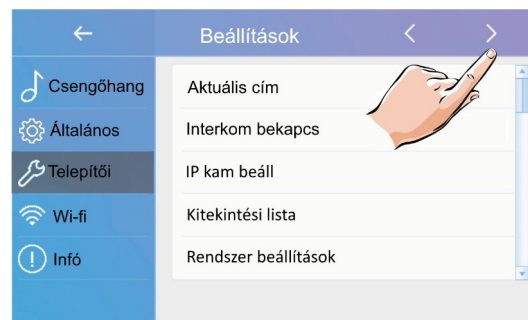 Beállítások
Csengőhang
Általános
Telepítői
Wi-fi
Infó
Aktuális cím
Interkom bekapcs
IP kam beáll
Kitekintési lista
Rendszer beállítások